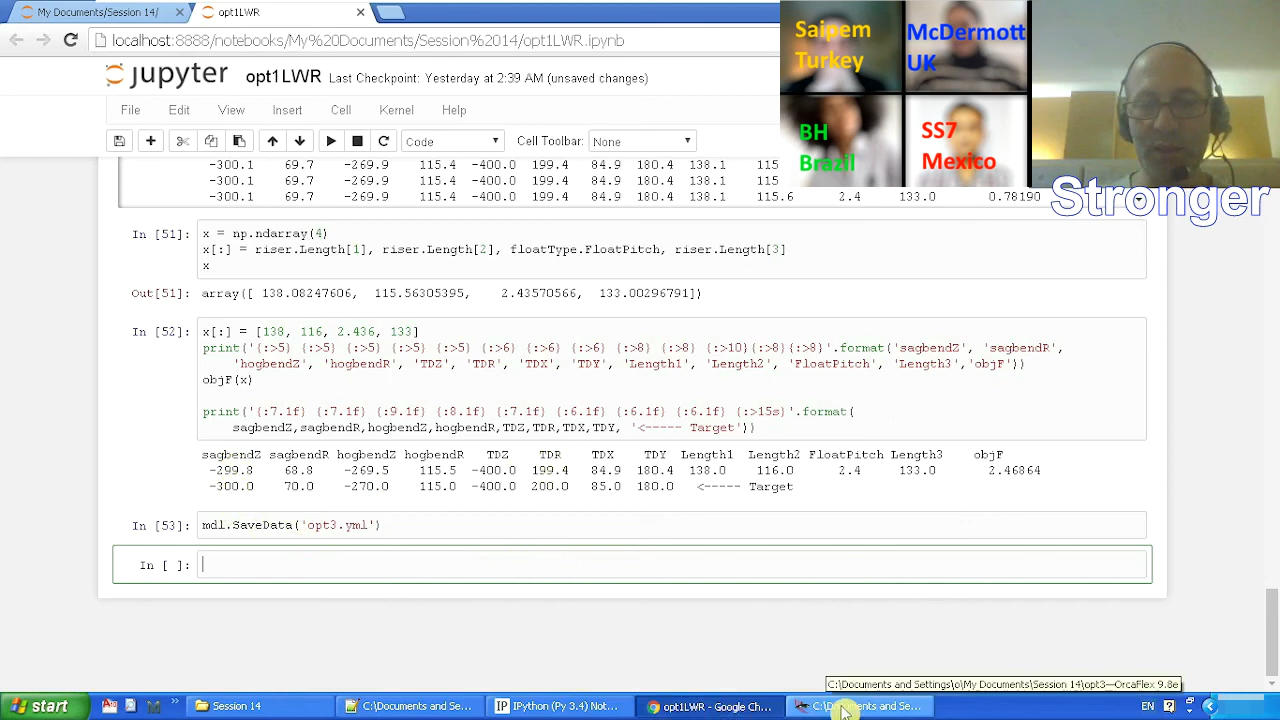 My Documents/Session 14/
opt1LWR
jupyter opt1LWR Last Checkpoint: Yesterday at 2:39 AM (unsaved changes)
File Edit View Insert Cell Kernel Help
Code Cell Toolbar: None
Saipem Turkey
McDermott UK
BH Brazil
SS7 Mexico
Stronger
-300.1 69.7 -269.9 115.4 -400.0 199.4 84.9 180.4 138.1 115
-300.1 69.7 -269.9 115.4 -400.0 199.4 84.9 180.4 138.1 115
-300.1 69.7 -269.9 115.4 -400.0 199.4 84.9 180.4 138.1 115.6 2.4 133.0 0.78190
In [51]: x = np.ndarray(4)
x[:] = riser.Length[1], riser.Length[2], floatType.FloatPitch, riser.Length[3]
x
Out[51]: array([ 138.08247606, 115.56305395, 2.43570566, 133.00296791])
In [52]: x[:] = [138, 116, 2.436, 133]
print('{:>5} {:>5} {:>5} {:>5} {:>5} {:>6} {:>6} {:>6} {:>8} {:>8} {:>10}{:>8}{:>8}'.format('sagbendZ', 'sagbendR',
'hogbendZ', 'hogbendR', 'TDZ', 'TDR', 'TDX', 'TDY', 'Length1', 'Length2', 'FloatPitch', 'Length3','objF'))
objF(x)
print('{:7.1f} {:7.1f} {:9.1f} {:8.1f} {:7.1f} {:6.1f} {:6.1f} {:6.1f} {:>15s}'.format(
sagbendZ,sagbendR,hogbendZ,hogbendR,TDZ,TDR,TDX,TDY, '<----- Target'))
sagbendZ sagbendR hogbendZ hogbendR TDZ TDR TDX TDY Length1 Length2 FloatPitch Length3 objF
-299.8 68.8 -269.5 115.5 -400.0 199.4 84.9 180.4 138.0 116.0 2.4 133.0 2.46864
-300.0 70.0 -270.0 115.0 -400.0 200.0 85.0 180.0 <----- Target
In [53]: mdl.SaveData('opt3.yml')
In [ ]:
C:\Documents and Settings\o\My Documents\Session 14\opt3—OrcaFlex 9.8e
start
Session 14
C:\Documents and Se...
IPython (Py 3.4) Not...
opt1LWR - Google Ch...
C:\Documents and Se...
EN